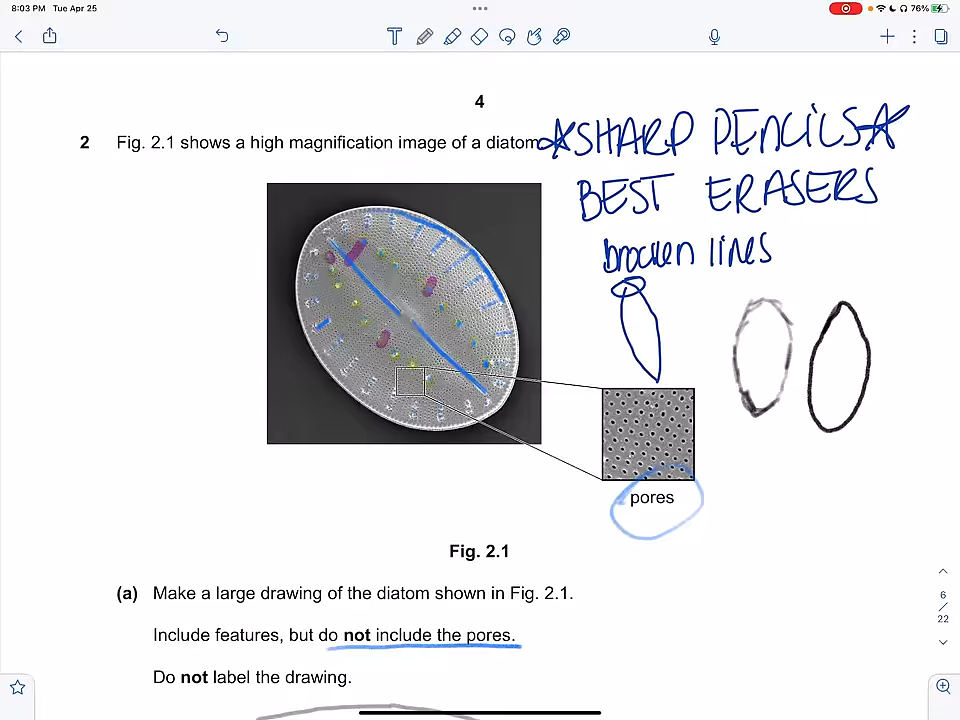 8:03 PM Tue Apr 25
76%
4
2 Fig. 2.1 shows a high magnification image of a diatom
SHARP PENCILS
BEST ERASERS
brocken lines
pores
Fig. 2.1
(a) Make a large drawing of the diatom shown in Fig. 2.1.
Include features, but do not include the pores.
Do not label the drawing.
6
/
22